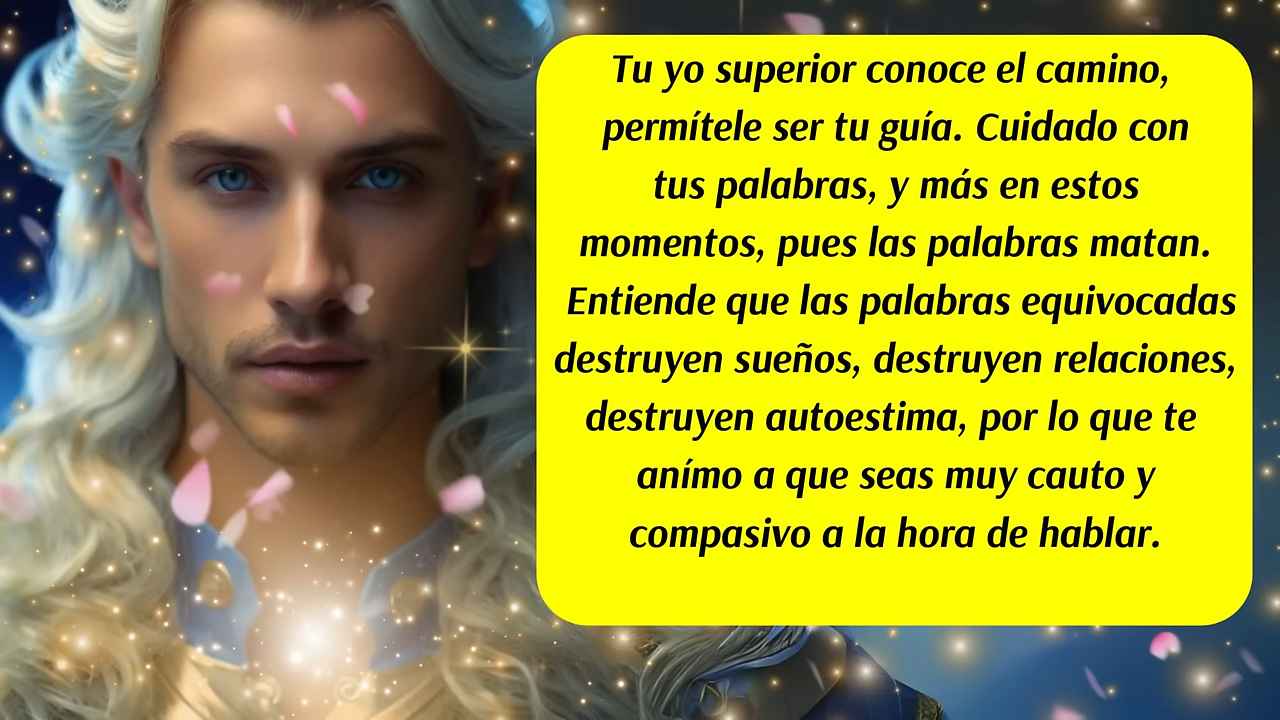 Tu yo superior conoce el camino,
permítele ser tu guía. Cuidado con
tus palabras, y más en estos
momentos, pues las palabras matan.
Entiende que las palabras equivocadas
destruyen sueños, destruyen relaciones,
destruyen autoestima, por lo que te
anímo a que seas muy cauto y
compasivo a la hora de hablar.